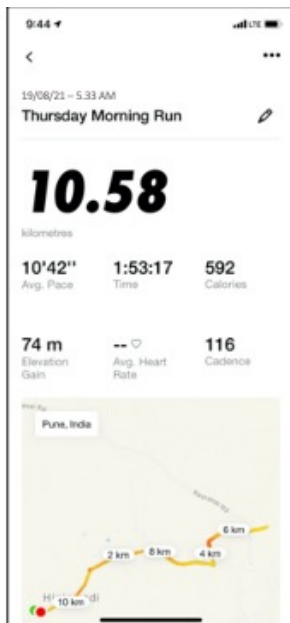 9:44
LTE
19/08/21 – 5.33 AM
Thursday Morning Run
10.58
kilometres
10'42'' 1:53:17 592
Avg. Pace Time Calories
74 m -- 116
Elevation Gain Avg. Heart Rate Cadence
Pune, India
6 km
2 km 8 km 4 km
10 km